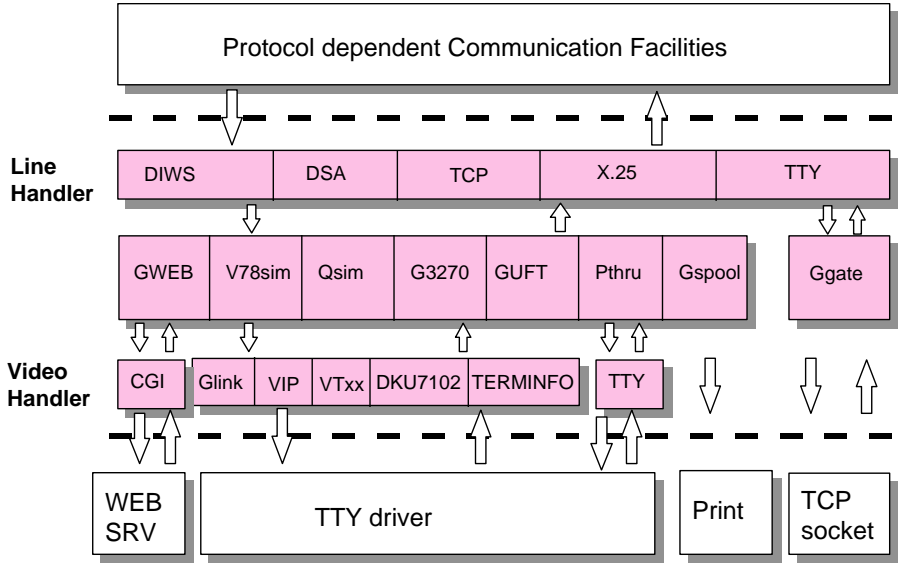 Protocol dependent Communication Facilities
Line
Handler
DIWS DSA TCP X.25 TTY
GWEB V78sim Qsim G3270 GUFT Pthru Gspool Ggate
Video
Handler
CGI Glink VIP VTxx DKU7102 TERMINFO TTY
WEB
SRV
TTY driver
Print
TCP
socket